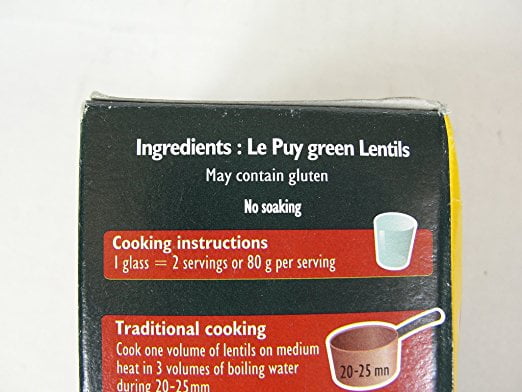 Ingredients : Le Puy green Lentils
May contain gluten
No soaking
Cooking instructions
1 glass = 2 servings or 80 g per serving
Traditional cooking
Cook one volume of lentils on medium
heat in 3 volumes of boiling water
during 20-25mn
20-25 mn